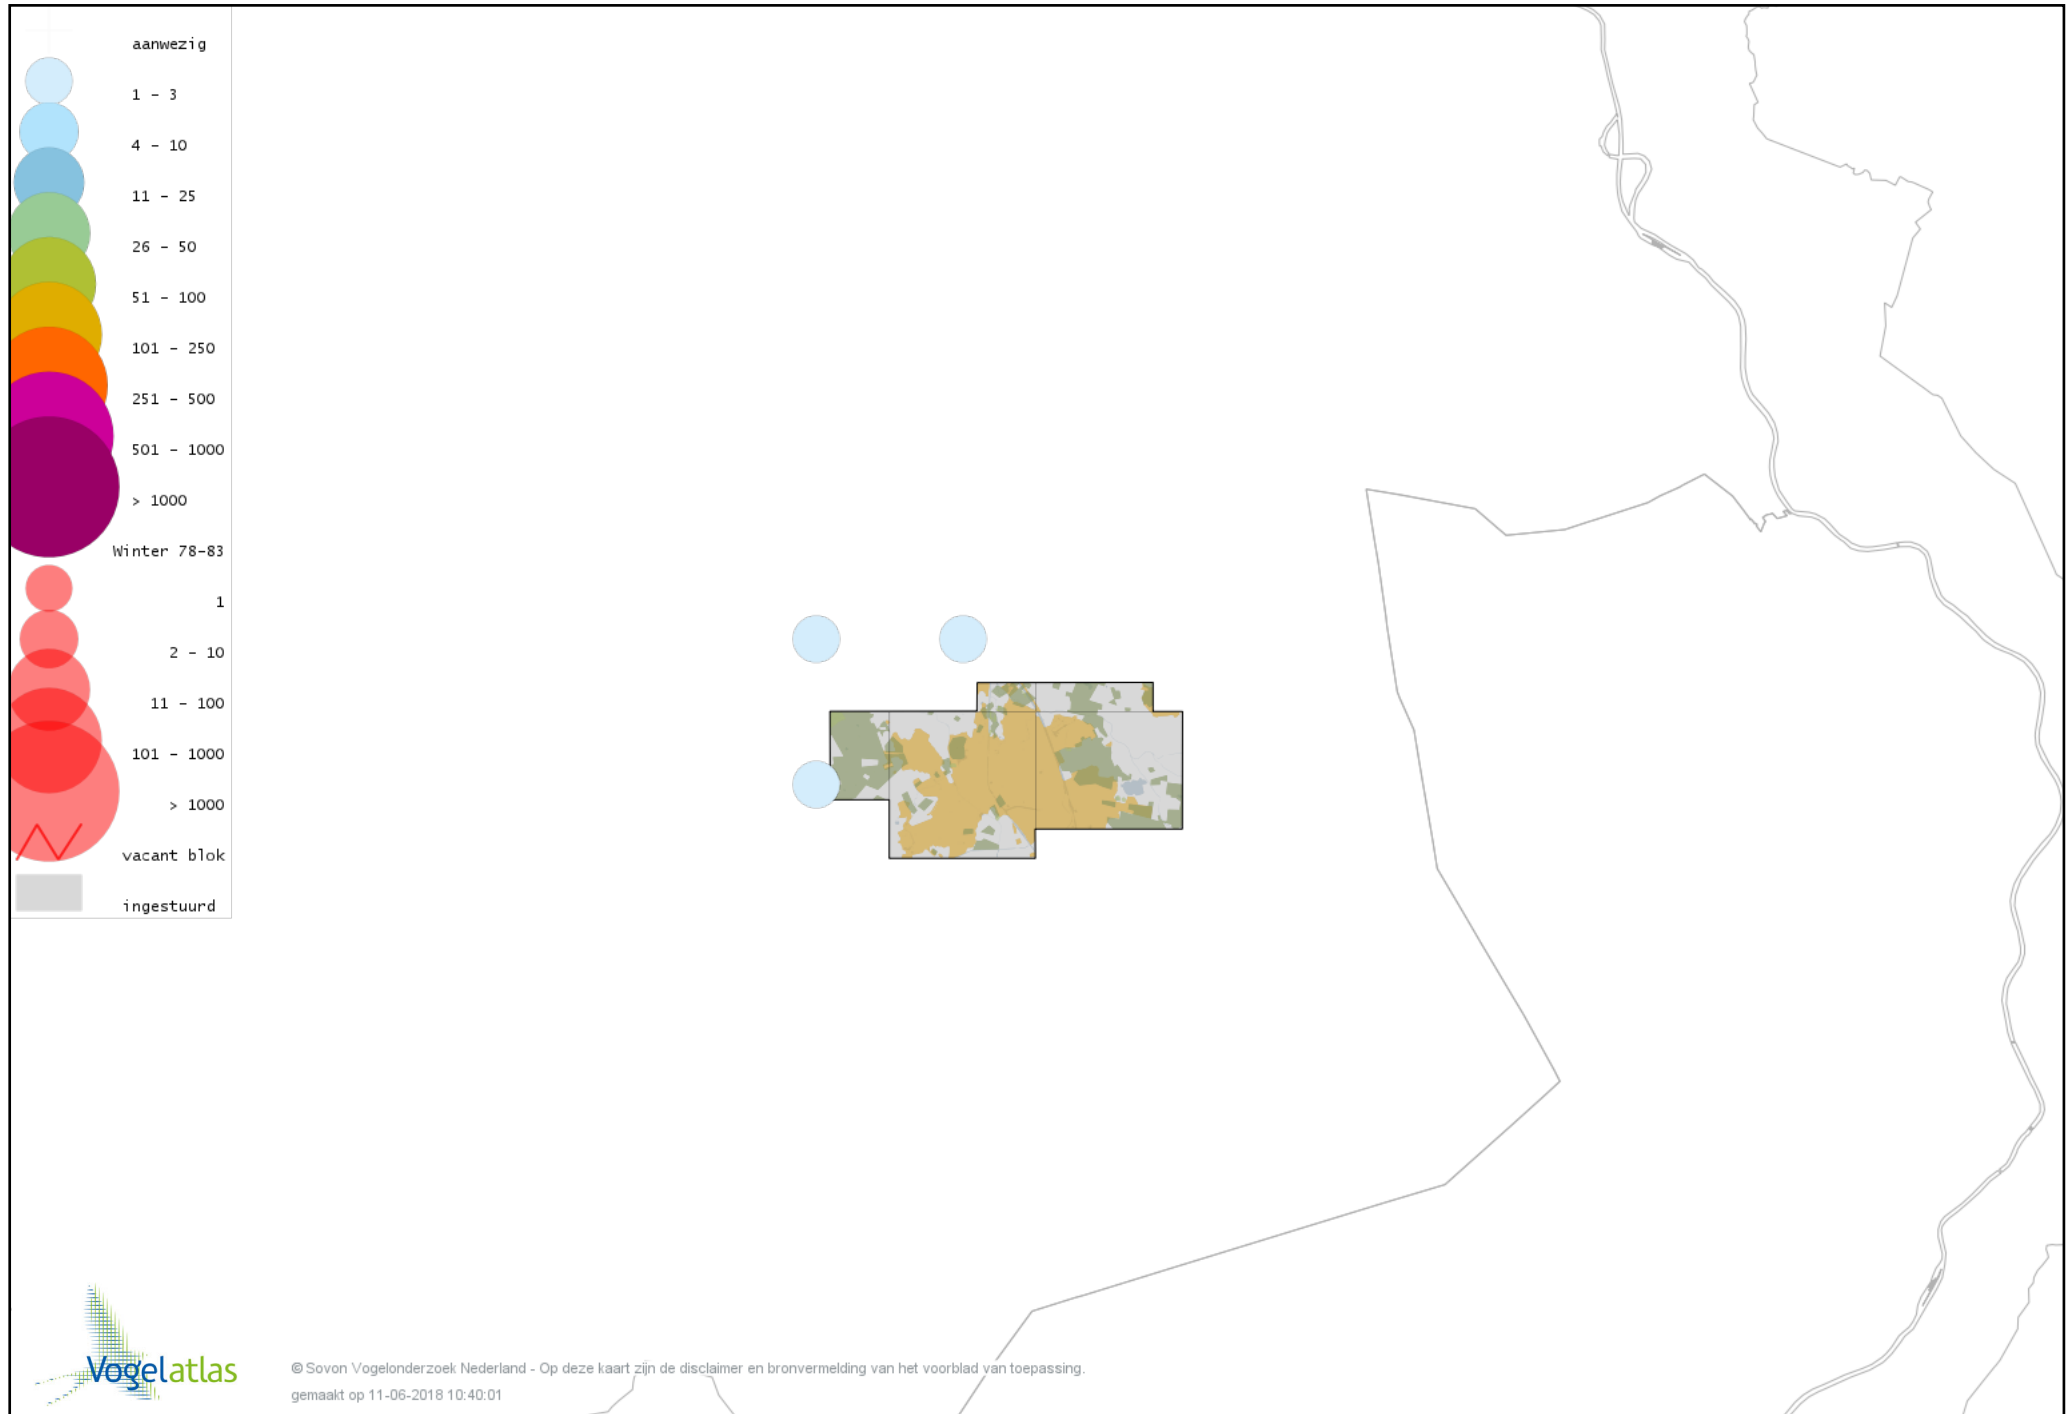 aanwezig
1 - 3
4 - 10
11 - 25
26 - 50
51 - 100
101 - 250
251 - 500
501 - 1000
> 1000
Winter 78-83
1
2 - 10
11 - 100
101 - 1000
> 1000
vacant blok
ingestuurd
Vogelatlas
© Sovon Vogelonderzoek Nederland - Op deze kaart zijn de disclaimer en bronvermelding van het voorblad van toepassing.
gemaakt op 11-06-2018 10:40:01